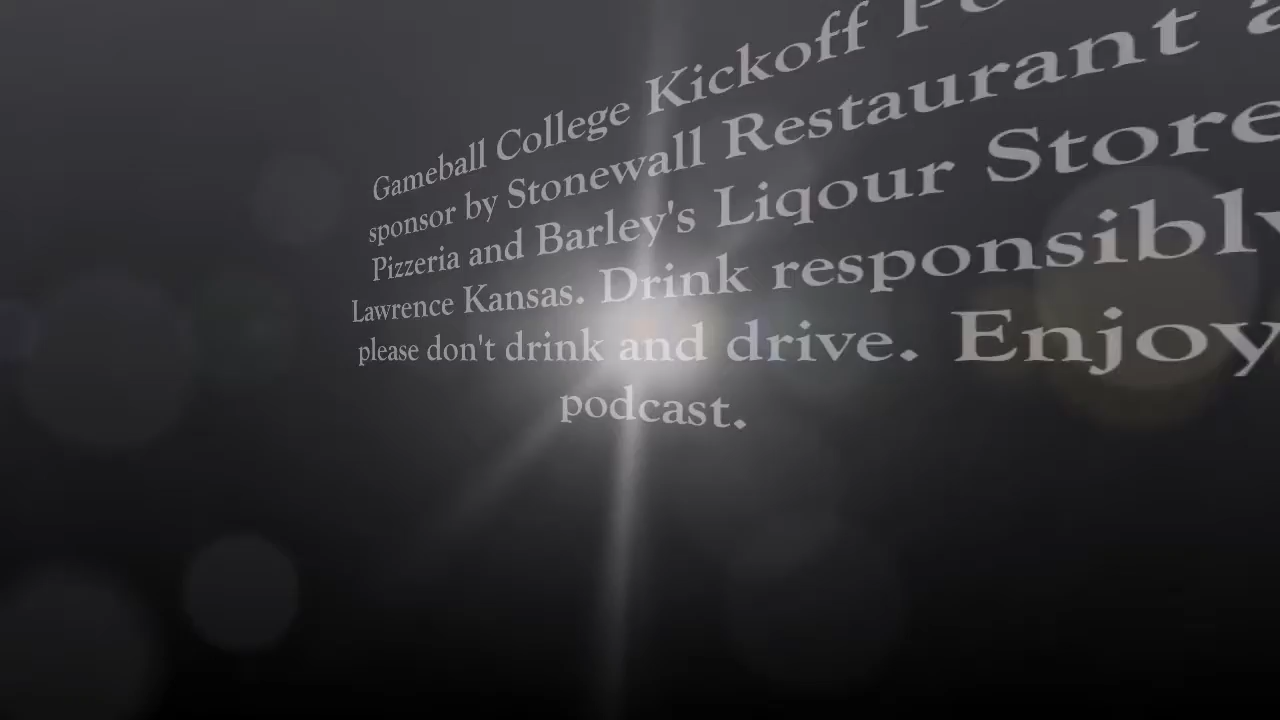 Gameball College Kickoff
sponsor by Stonewall Restaurant
Pizzeria and Barley's Liqour Store
Lawrence Kansas. Drink responsibly
please don't drink and drive. Enjoy
podcast.